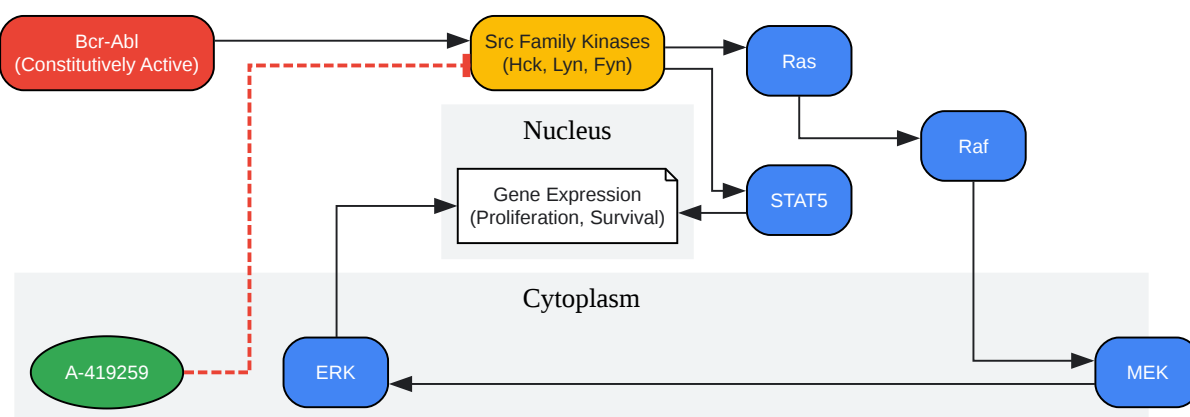 Bcr-Abl
(Constitutively Active)
Src Family Kinases
(Hck, Lyn, Fyn)
Ras
Nucleus
Raf
Gene Expression
(Proliferation, Survival)
STAT5
Cytoplasm
A-419259
ERK
MEK